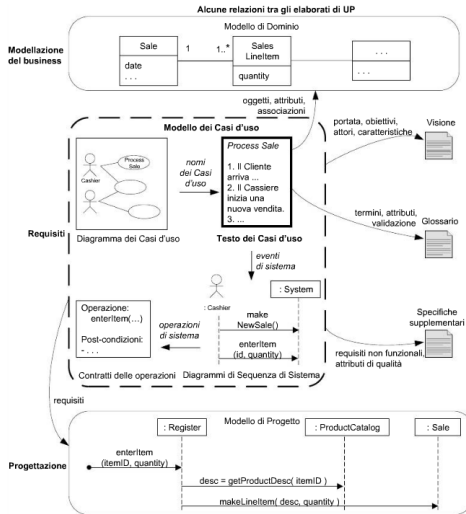 Alcune relazioni tra gli elaborati di UP
Modello di Dominio
Modellazione
del business
Sale
date
. . .
1
1..*
Sales
LineItem
quantity
. . .
. . .
oggetti, attributi,
associazioni
Modello dei Casi d'uso
portata, obiettivi,
attori, caratteristiche
Visione
Process
Sale
Cashier
nomi
dei Casi
d'uso
Process Sale
1. Il Cliente
arriva ...
2. Il Cassiere
inizia una
nuova vendita.
3. ...
termini, attributi,
validazione
Glossario
Requisiti
Diagramma dei Casi d'uso
Testo dei Casi d'uso
eventi
di sistema
: System
: Cashier
Operazione:
enterItem(...)
Post-condizioni:
- . . .
operazioni
di sistema
make
NewSale()
enterItem
(id, quantity)
Specifiche
supplementari
requisiti non funzionali,
attributi di qualità
Contratti delle operazioni
Diagrammi di Sequenza di Sistema
requisiti
Modello di Progetto
: Register
: ProductCatalog
: Sale
Progettazione
enterItem
(itemID, quantity)
desc = getProductDesc( itemID )
makeLineItem( desc, quantity )